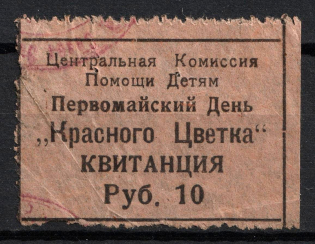 Центральная Комиссия
Помощи Детям
Первомайский День
„Красного Цветка“
КВИТАНЦИЯ
Руб. 10